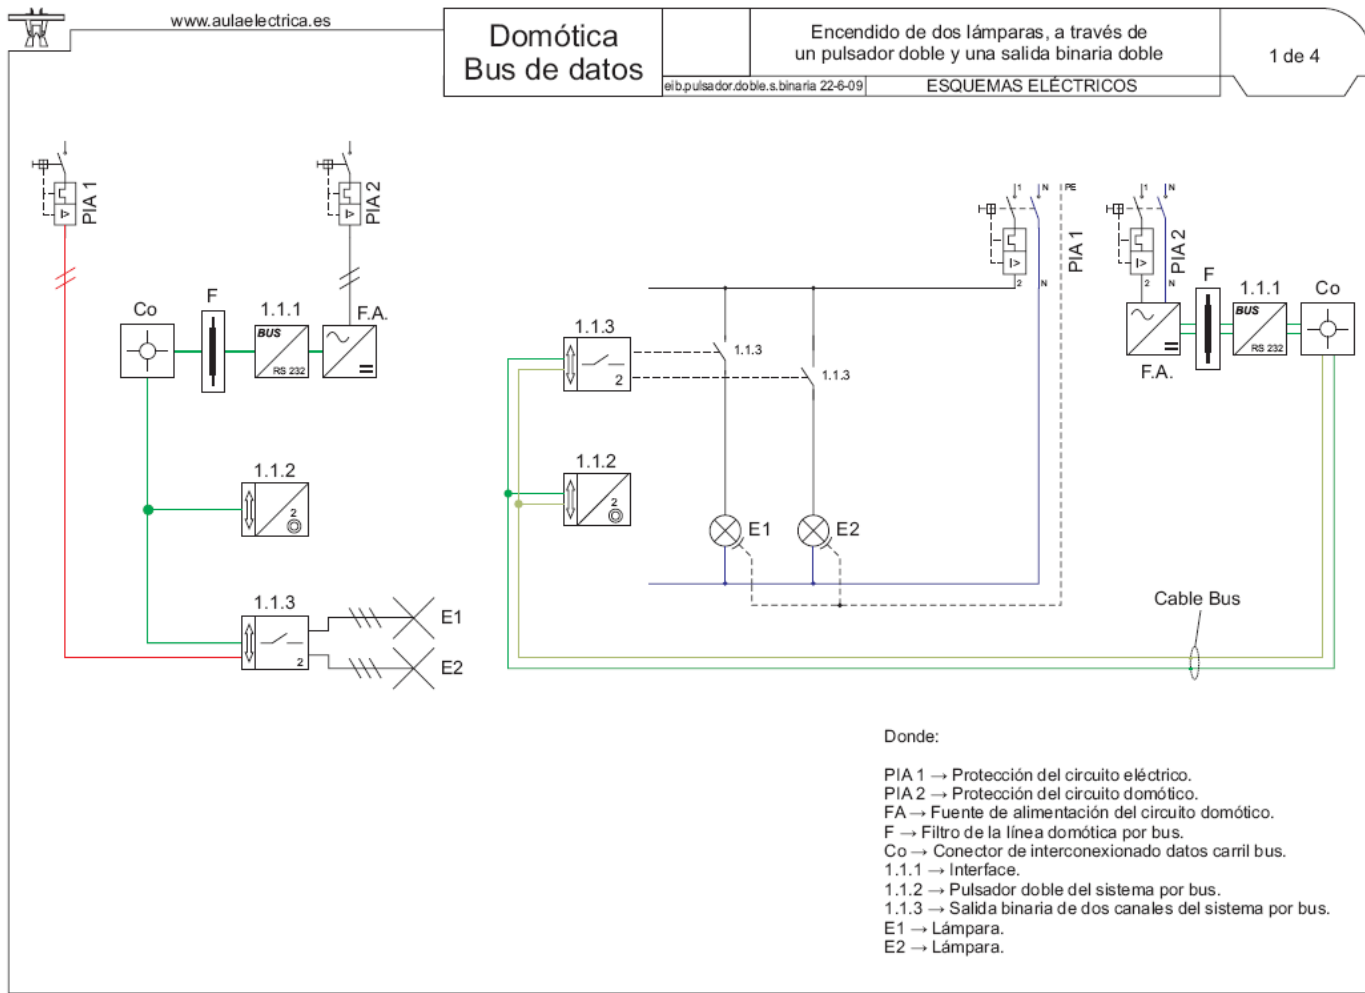 www.aulaelectrica.es
Domótica
Bus de datos
Encendido de dos lámparas, a través de
un pulsador doble y una salida binaria doble
1 de 4
eib.pulsador.doble.s.binaria 22-6-09
ESQUEMAS ELÉCTRICOS
PIA 1
PIA 2
Co
F
1.1.1
F.A.
BUS
RS 232
1.1.2
2
1.1.3
2
E1
E2
1.1.3
2
1.1.3
1.1.3
1.1.2
2
E1
E2
1
N
PE
I>
2
N
PIA 1
1
N
I>
2
N
PIA 2
F
1.1.1
Co
BUS
RS 232
F.A.
Cable Bus
Donde:
PIA 1 → Protección del circuito eléctrico.
PIA 2 → Protección del circuito domótico.
FA → Fuente de alimentación del circuito domótico.
F → Filtro de la línea domótica por bus.
Co → Conector de interconexionado datos carril bus.
1.1.1 → Interface.
1.1.2 → Pulsador doble del sistema por bus.
1.1.3 → Salida binaria de dos canales del sistema por bus.
E1 → Lámpara.
E2 → Lámpara.